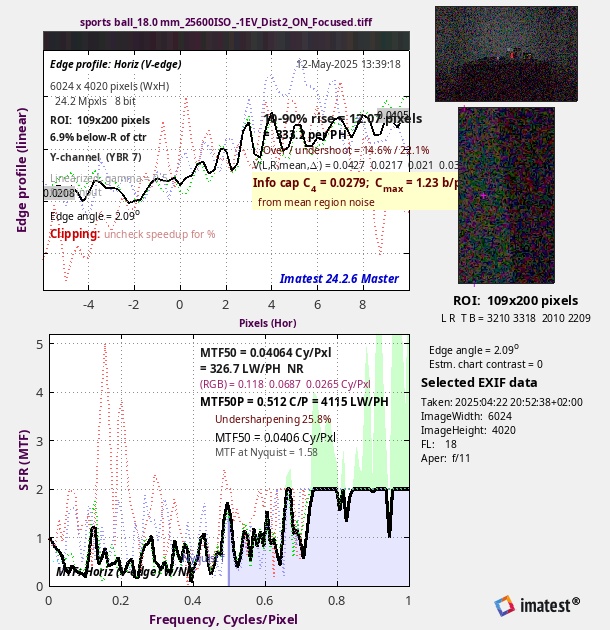 sports ball_18.0 mm_25600ISO_-1EV_Dist2_ON_Focused.tiff
Edge profile: Horiz (V-edge)
12-May-2025 13:39:18
6024 x 4020 pixels (WxH)
24.2 Mpxls 8 bit
ROI: 109x200 pixels
6.9% below-R of ctr
Y-channel (YBR 7)
0.0208
Edge angle = 2.09°
Clipping: uncheck speedup for %
10-90% rise = 12.07 pixels
= 333.2 per PH
0.0405
Over / undershoot = 14.6% / 22.1%
V(L,R,mean,Δ) = 0.0427 0.0217 0.021 0.03
Info cap C4 = 0.0279; Cmax = 1.23 b/p
from mean region noise
Imatest 24.2.6 Master
Edge profile (linear)
-4 -2 0 2 4 6 8
Pixels (Hor)
ROI: 109x200 pixels
L R T B = 3210 3318 2010 2209
Edge angle = 2.09°
Estm. chart contrast = 0
Selected EXIF data
Taken: 2025:04:22 20:52:38+02:00
ImageWidth: 6024
ImageHeight: 4020
FL: 18
Aper: f/11
MTF50 = 0.04064 Cy/Pxl
= 326.7 LW/PH NR
(RGB) = 0.118 0.0687 0.0265 Cy/Pxl
MTF50P = 0.512 C/P = 4115 LW/PH
Undersharpening 25.8%
MTF50 = 0.0406 Cy/Pxl
MTF at Nyquist = 1.58
5
4
3
2
1
0
SFR (MTF)
0 0.2 0.4 0.6 0.8 1
Frequency, Cycles/Pixel
imatest®